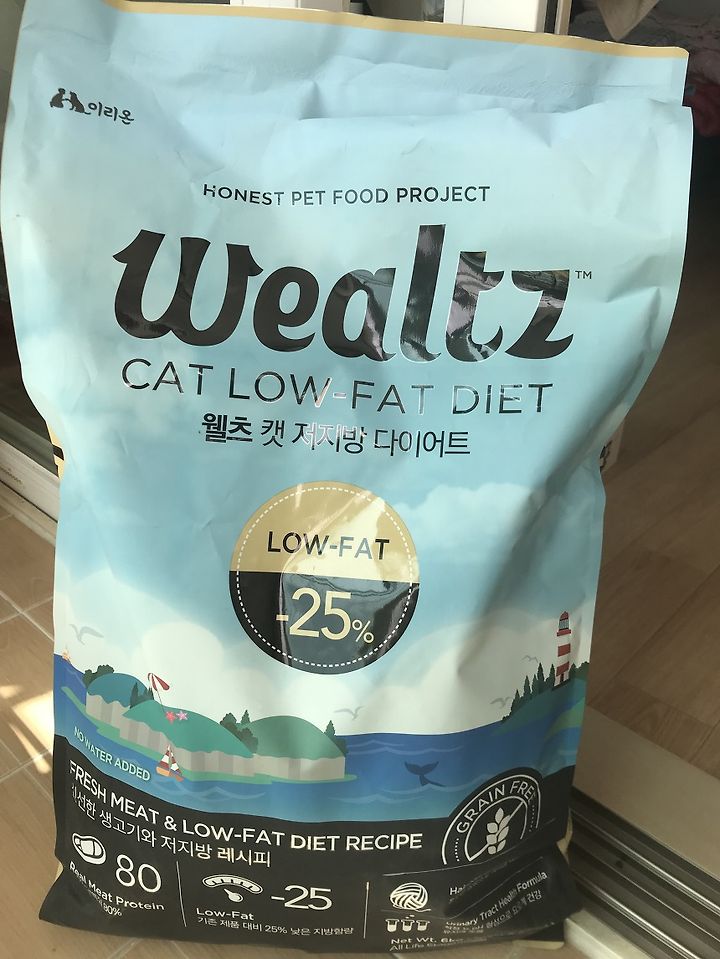 이리온
HONEST PET FOOD PROJECT
Wealtz™
CAT LOW-FAT DIET
웰츠 캣 저지방 다이어트
LOW-FAT
-25%
NO WATER ADDED
FRESH MEAT & LOW-FAT DIET RECIPE
신선한 생고기와 저지방 레시피
GRAIN FREE
80
Real Meat Protein
80%
-25
Low-Fat
기존 제품 대비 25% 낮은 지방함량
Urinary Tract Health Formula
Net Wt. 6k
All Life